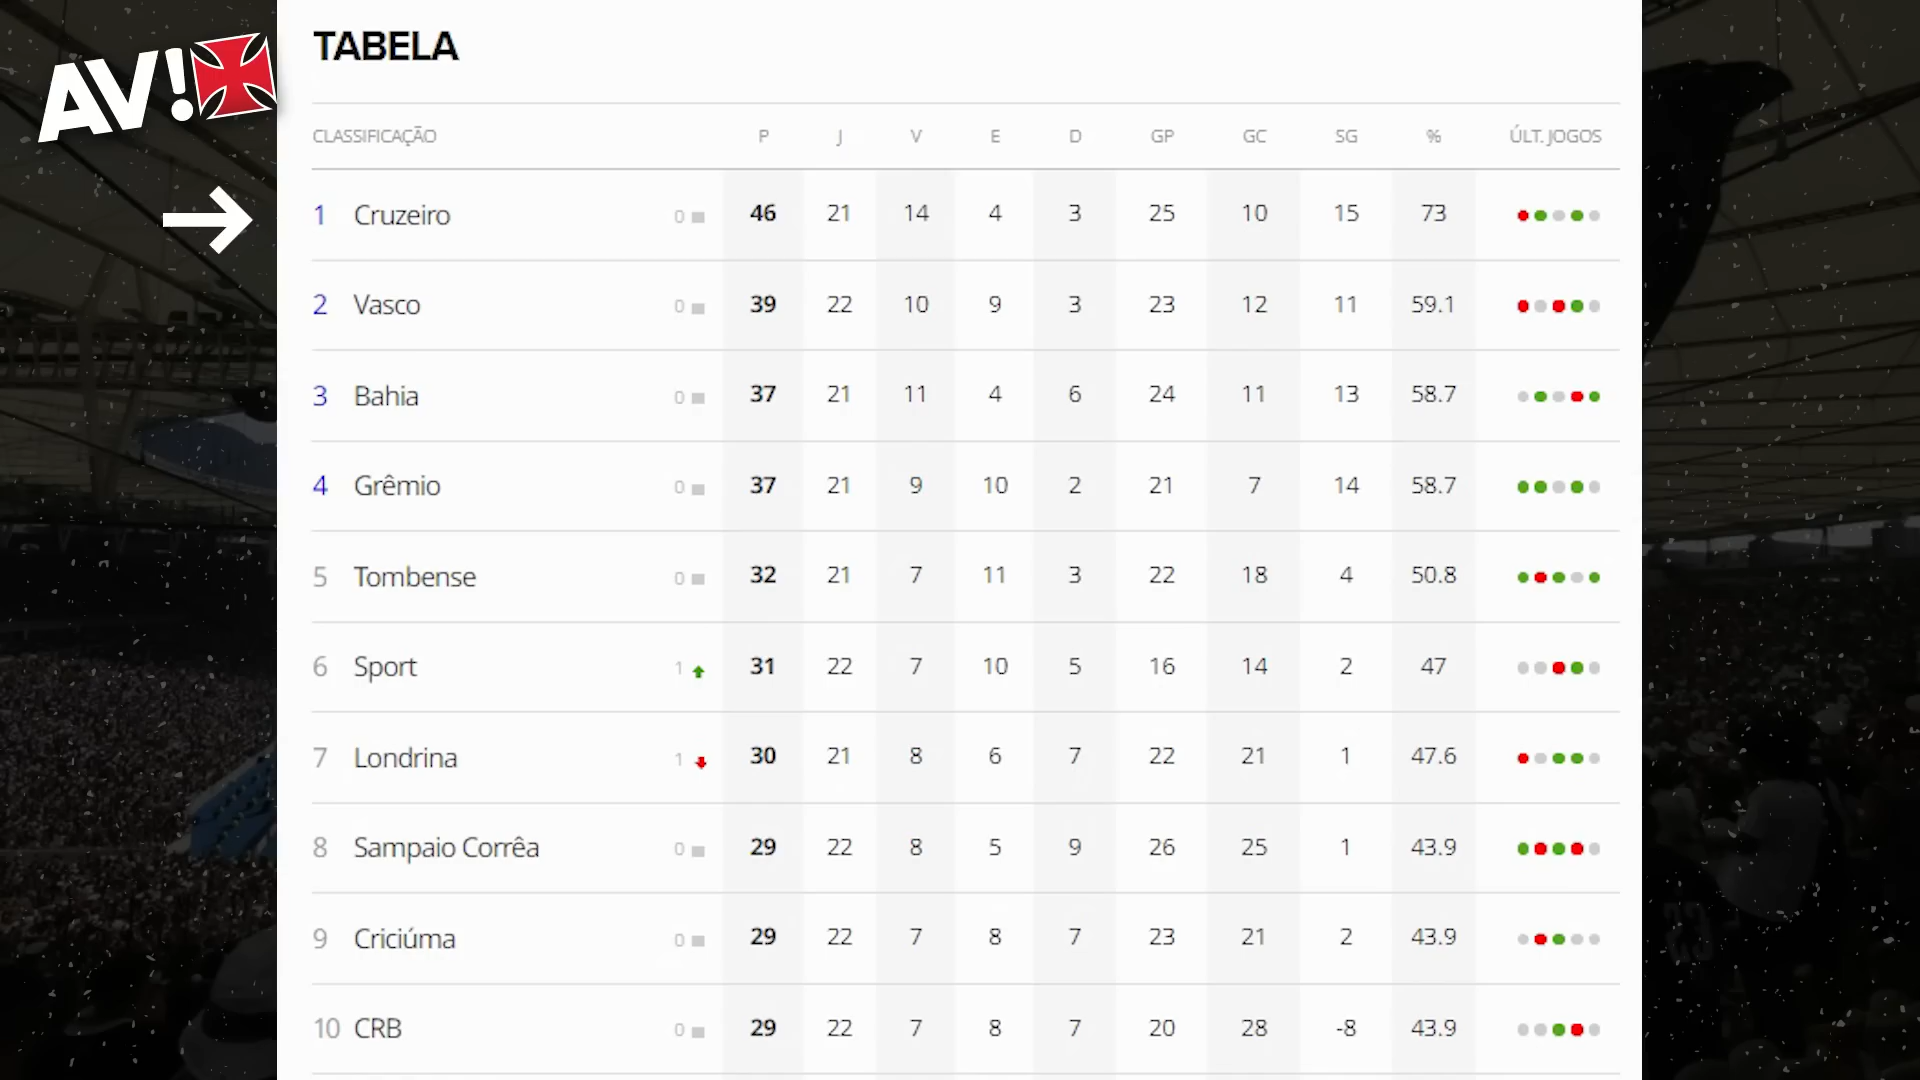 AV!
TABELA
CLASSIFICAÇÃO P J V E D GP GC SG % ÚLT. JOGOS
1 Cruzeiro 0 46 21 14 4 3 25 10 15 73
2 Vasco 0 39 22 10 9 3 23 12 11 59.1
3 Bahia 0 37 21 11 4 6 24 11 13 58.7
4 Grêmio 0 37 21 9 10 2 21 7 14 58.7
5 Tombense 0 32 21 7 11 3 22 18 4 50.8
6 Sport 1 31 22 7 10 5 16 14 2 47
7 Londrina 1 30 21 8 6 7 22 21 1 47.6
8 Sampaio Corrêa 0 29 22 8 5 9 26 25 1 43.9
9 Criciúma 0 29 22 7 8 7 23 21 2 43.9
10 CRB 0 29 22 7 8 7 20 28 -8 43.9